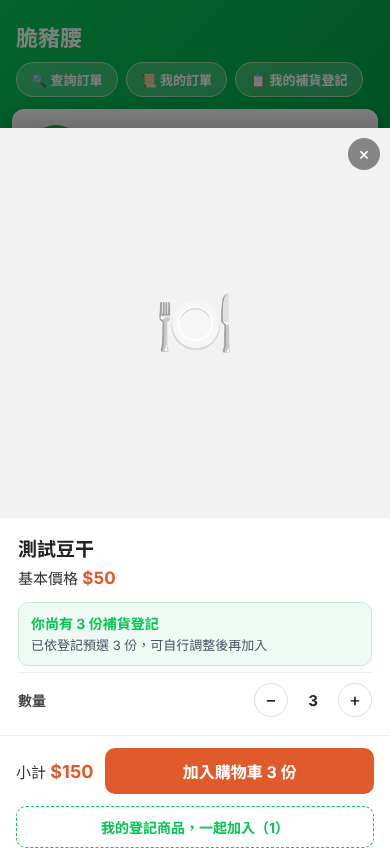 脆豬腰
🔍 查詢訂單
📜 我的訂單
📋 我的補貨登記
×
測試豆干
基本價格 $50
你尚有 3 份補貨登記
已依登記預選 3 份，可自行調整後再加入
數量
− 3 +
小計 $150
加入購物車 3 份
我的登記商品，一起加入（1）